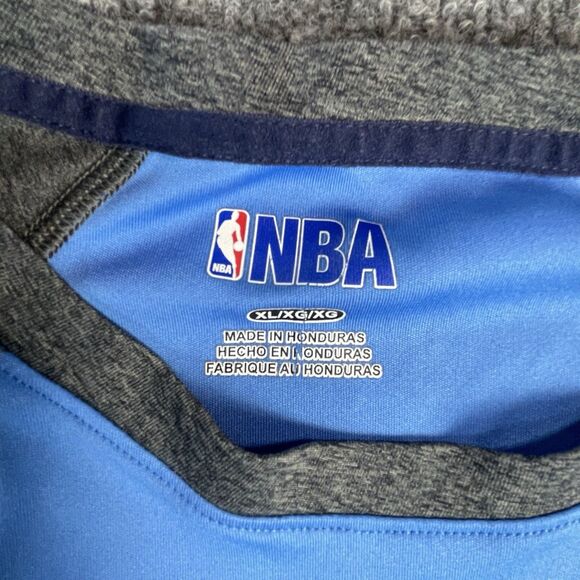 NBA NBA
XL/XG/XG
MADE IN HONDURAS
HECHO EN HONDURAS
FABRIQUE AU HONDURAS